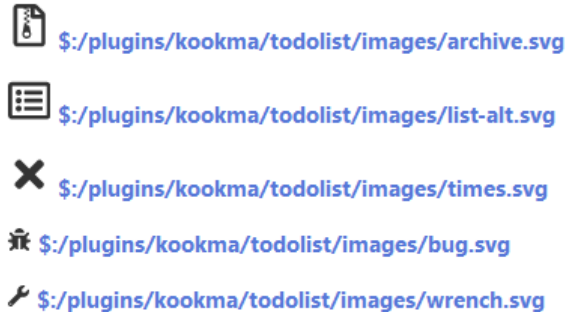 $:/plugins/kookma/todolist/images/archive.svg
$:/plugins/kookma/todolist/images/list-alt.svg
$:/plugins/kookma/todolist/images/times.svg
$:/plugins/kookma/todolist/images/bug.svg
$:/plugins/kookma/todolist/images/wrench.svg